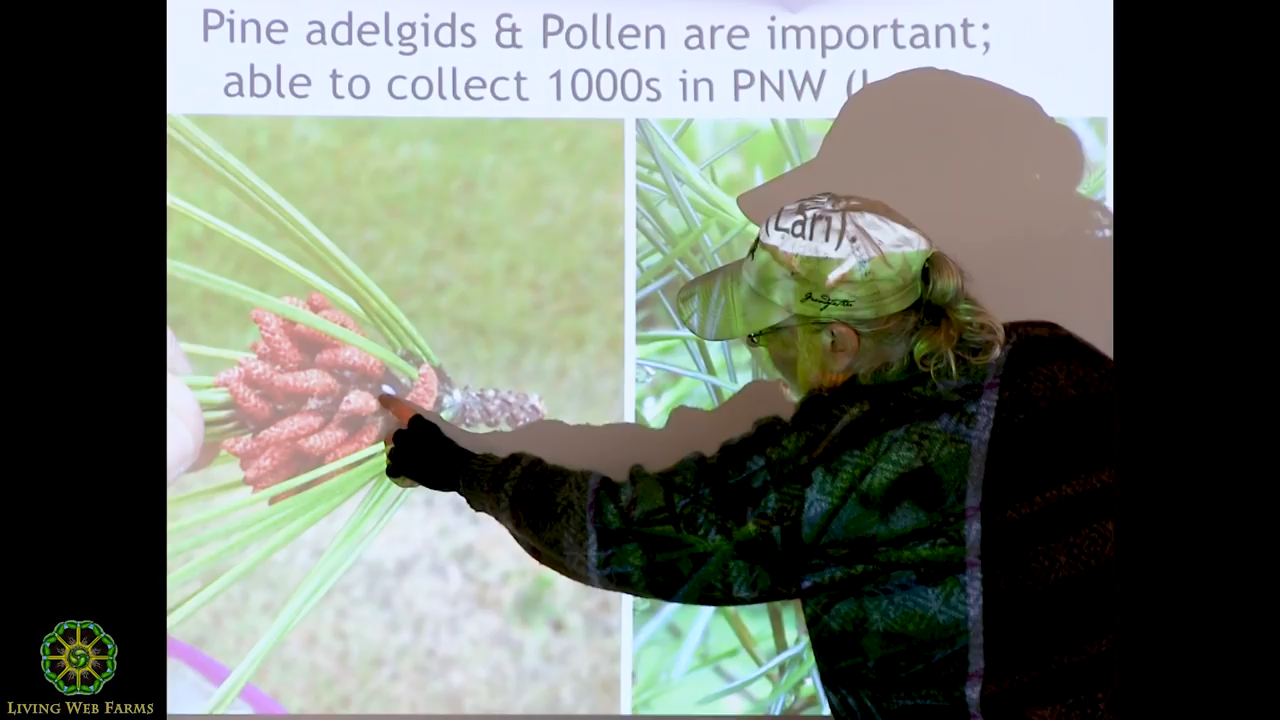 Pine adelgids & Pollen are important;
able to collect 1000s in PNW (
(Lari).
LIVING WEB FARMS